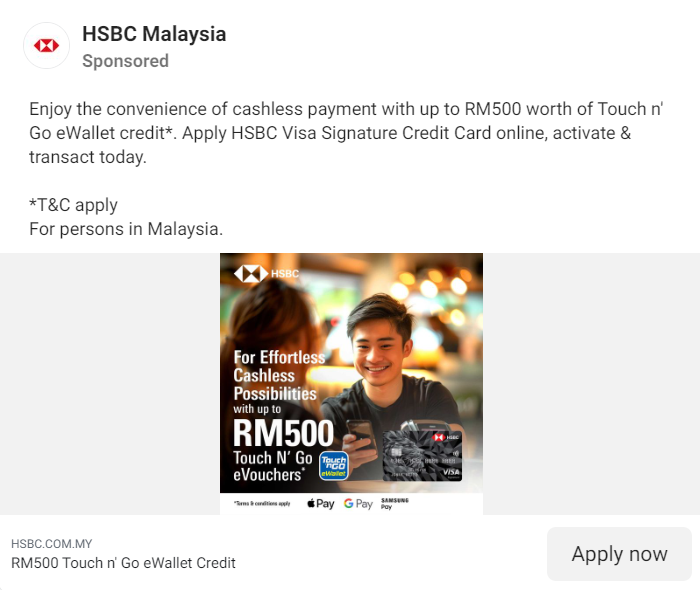 HSBC Malaysia
Sponsored
Enjoy the convenience of cashless payment with up to RM500 worth of Touch n'
Go eWallet credit*. Apply HSBC Visa Signature Credit Card online, activate &
transact today.
*T&C apply
For persons in Malaysia.
HSBC
For Effortless
Cashless
Possibilities
with up to
RM500
Touch N' Go
eVouchers*
Touch
'nGO
eWallet
HSBC
VISA
*Terms & conditions apply
Pay
G Pay
SAMSUNG
Pay
HSBC.COM.MY
RM500 Touch n' Go eWallet Credit
Apply now